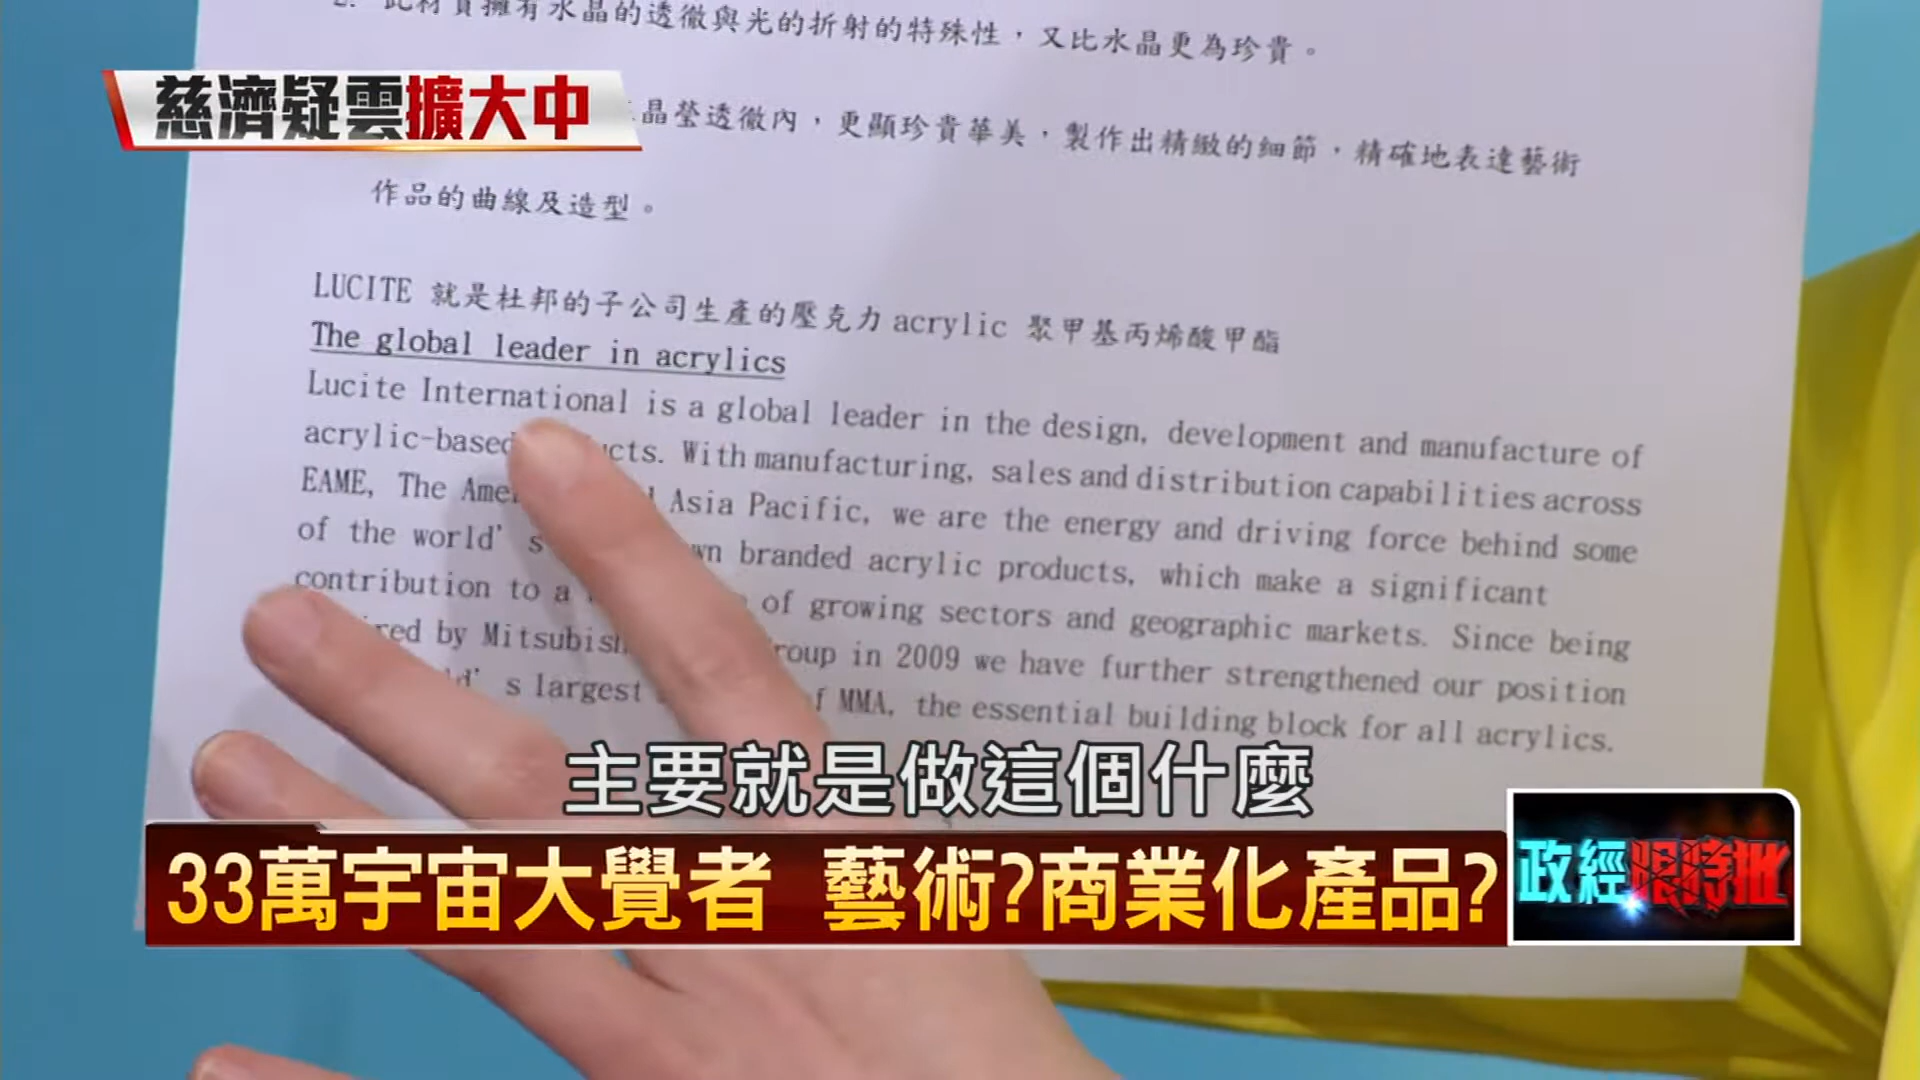 2. 此材質擁有水晶的透徹與光的折射的特殊性，又比水晶更為珍貴。
慈濟疑雲擴大中
晶瑩透徹內，更顯珍貴華美，製作出精緻的細節，精確地表達藝術
作品的曲線及造型。
LUCITE 就是杜邦的子公司生產的壓克力 acrylic 聚甲基丙烯酸甲酯
The global leader in acrylics
Lucite International is a global leader in the design, development and manufacture of
acrylic-based ucts. With manufacturing, sales and distribution capabilities across
EAME, The Ame Asia Pacific, we are the energy and driving force behind some
of the world's wn branded acrylic products, which make a significant
contribution to a of growing sectors and geographic markets. Since being
red by Mitsubish roup in 2009 we have further strengthened our position
d's largest of MMA, the essential building block for all acrylics.
主要就是做這個什麼
33萬宇宙大覺者 藝術?商業化產品?
政經關不了